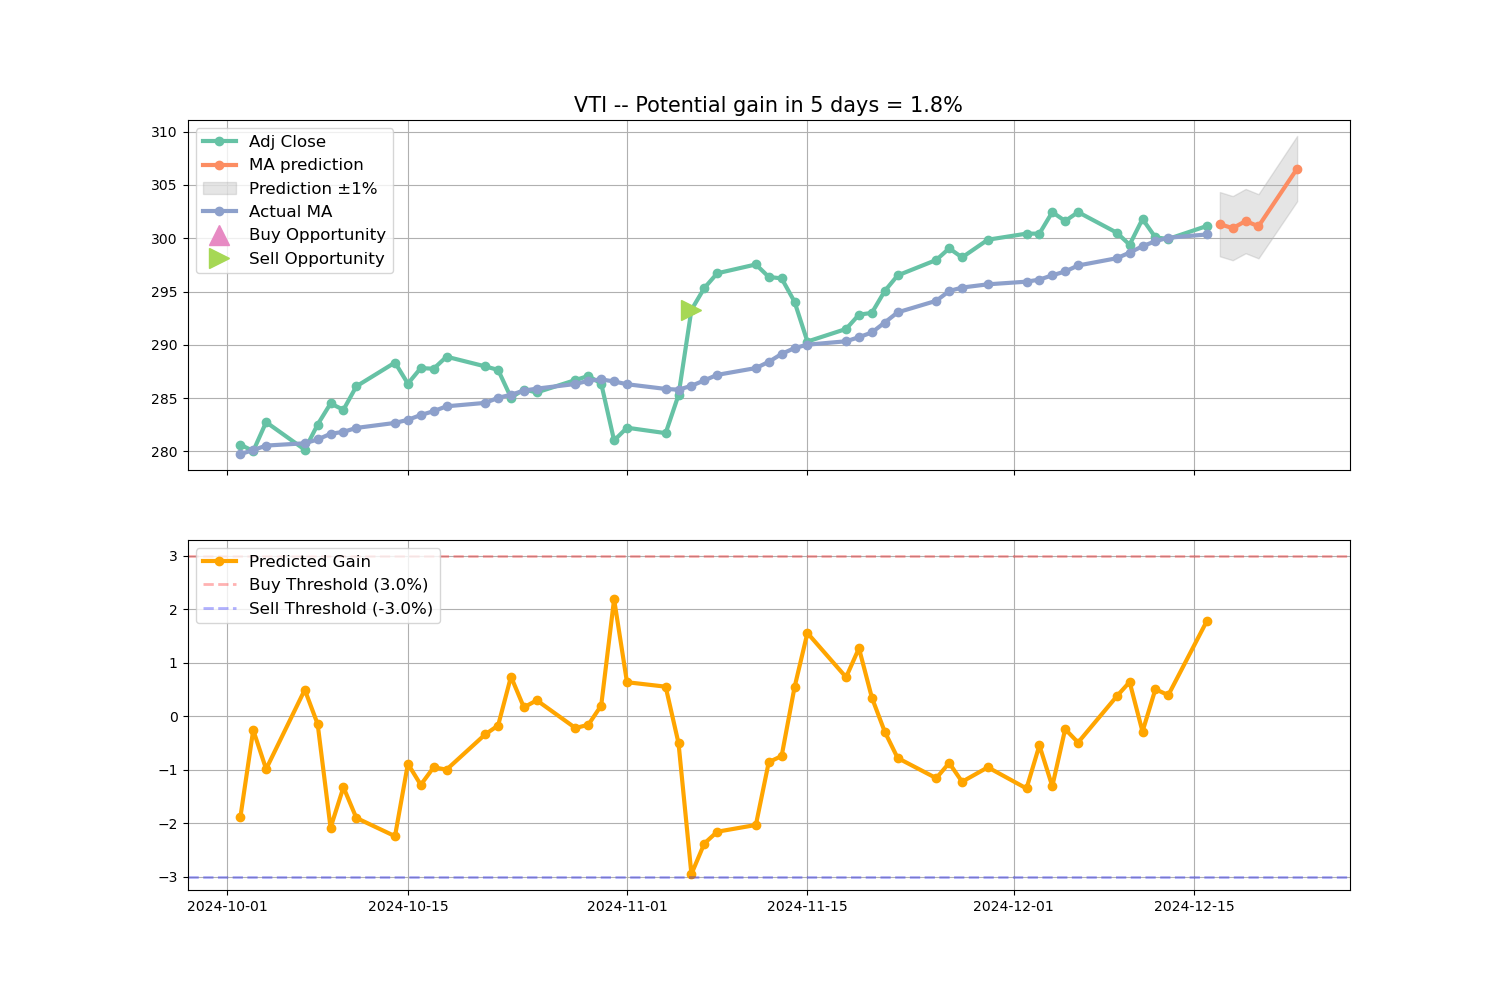 VTI -- Potential gain in 5 days = 1.8%
310
305
300
295
290
285
280
Adj Close
MA prediction
Prediction ±1%
Actual MA
Buy Opportunity
Sell Opportunity
3
2
1
0
−1
−2
−3
Predicted Gain
Buy Threshold (3.0%)
Sell Threshold (-3.0%)
2024-10-01
2024-10-15
2024-11-01
2024-11-15
2024-12-01
2024-12-15